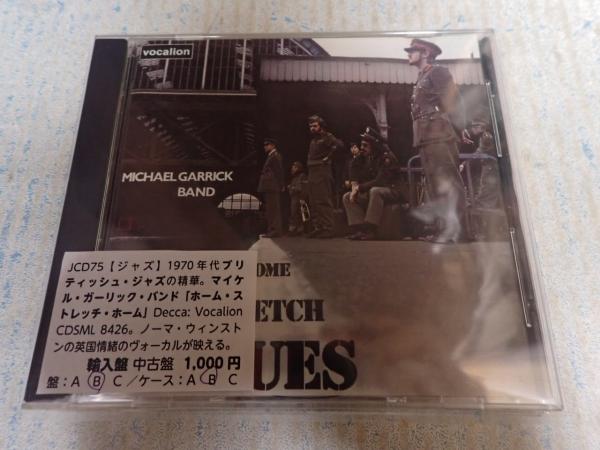 vocalion
MICHAEL GARRICK
BAND
OME
ETCH
UES
JCD75【ジャズ】1970年代ブリ
ティッシュ・ジャズの精華。マイケ
ル・ガーリック・バンド「ホーム・ス
トレッチ・ホーム」Decca: Vocalion
CDSML 8426。ノーマ・ウィンスト
ンの英国情緒のヴォーカルが映える。
輸入盤 中古盤 1,000円
盤:A B C/ケース:A B C